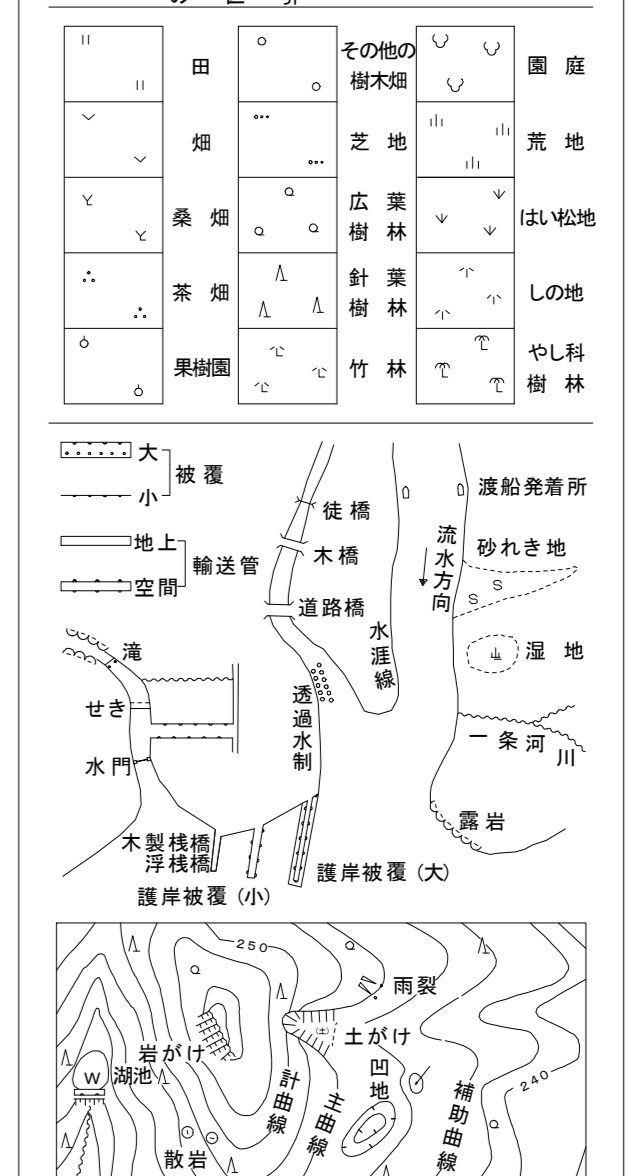 田
その他の
樹木畑
園庭
畑
芝地
荒地
桑畑
広葉
樹林
はい松地
茶畑
針葉
樹林
しの地
果樹園
竹林
やし科
樹林
大
小
被覆
地上
空間
輸送管
徒橋
木橋
道路橋
水涯線
流水方向
渡船発着所
砂れき地
S
S
湿地
一条河川
露岩
滝
せき
水門
透過水制
木製桟橋
浮桟橋
護岸被覆(小)
護岸被覆(大)
250
雨裂
(土)
土がけ
岩がけ
W
湖池
計曲線
主曲線
凹地
補助曲線
240
散岩